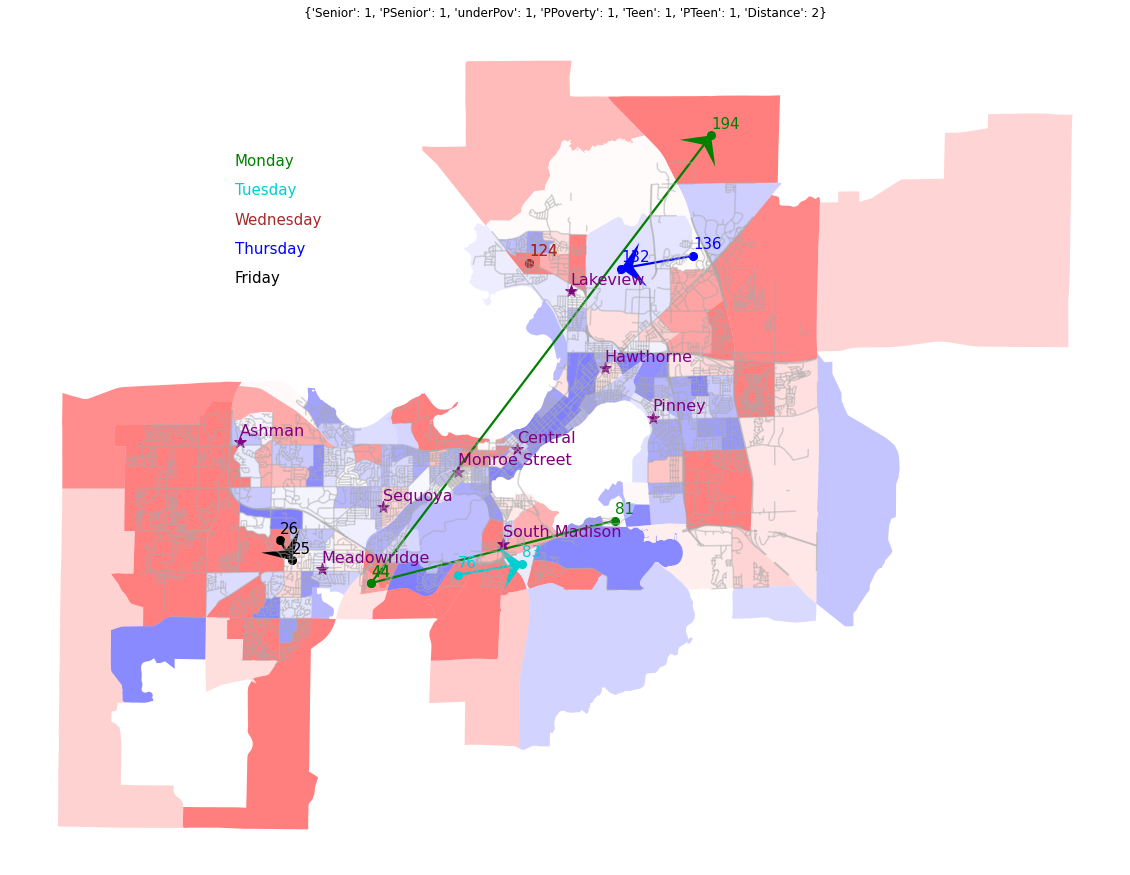 {'Senior': 1, 'PSenior': 1, 'underPov': 1, 'PPoverty': 1, 'Teen': 1, 'PTeen': 1, 'Distance': 2}
194
Monday
Tuesday
Wednesday
Thursday
Friday
136
124
132
Lakeview
Hawthorne
Pinney
Ashman
Central
Monroe Street
Sequoya
81
26
South Madison
25
83
Meadowridge
76
44